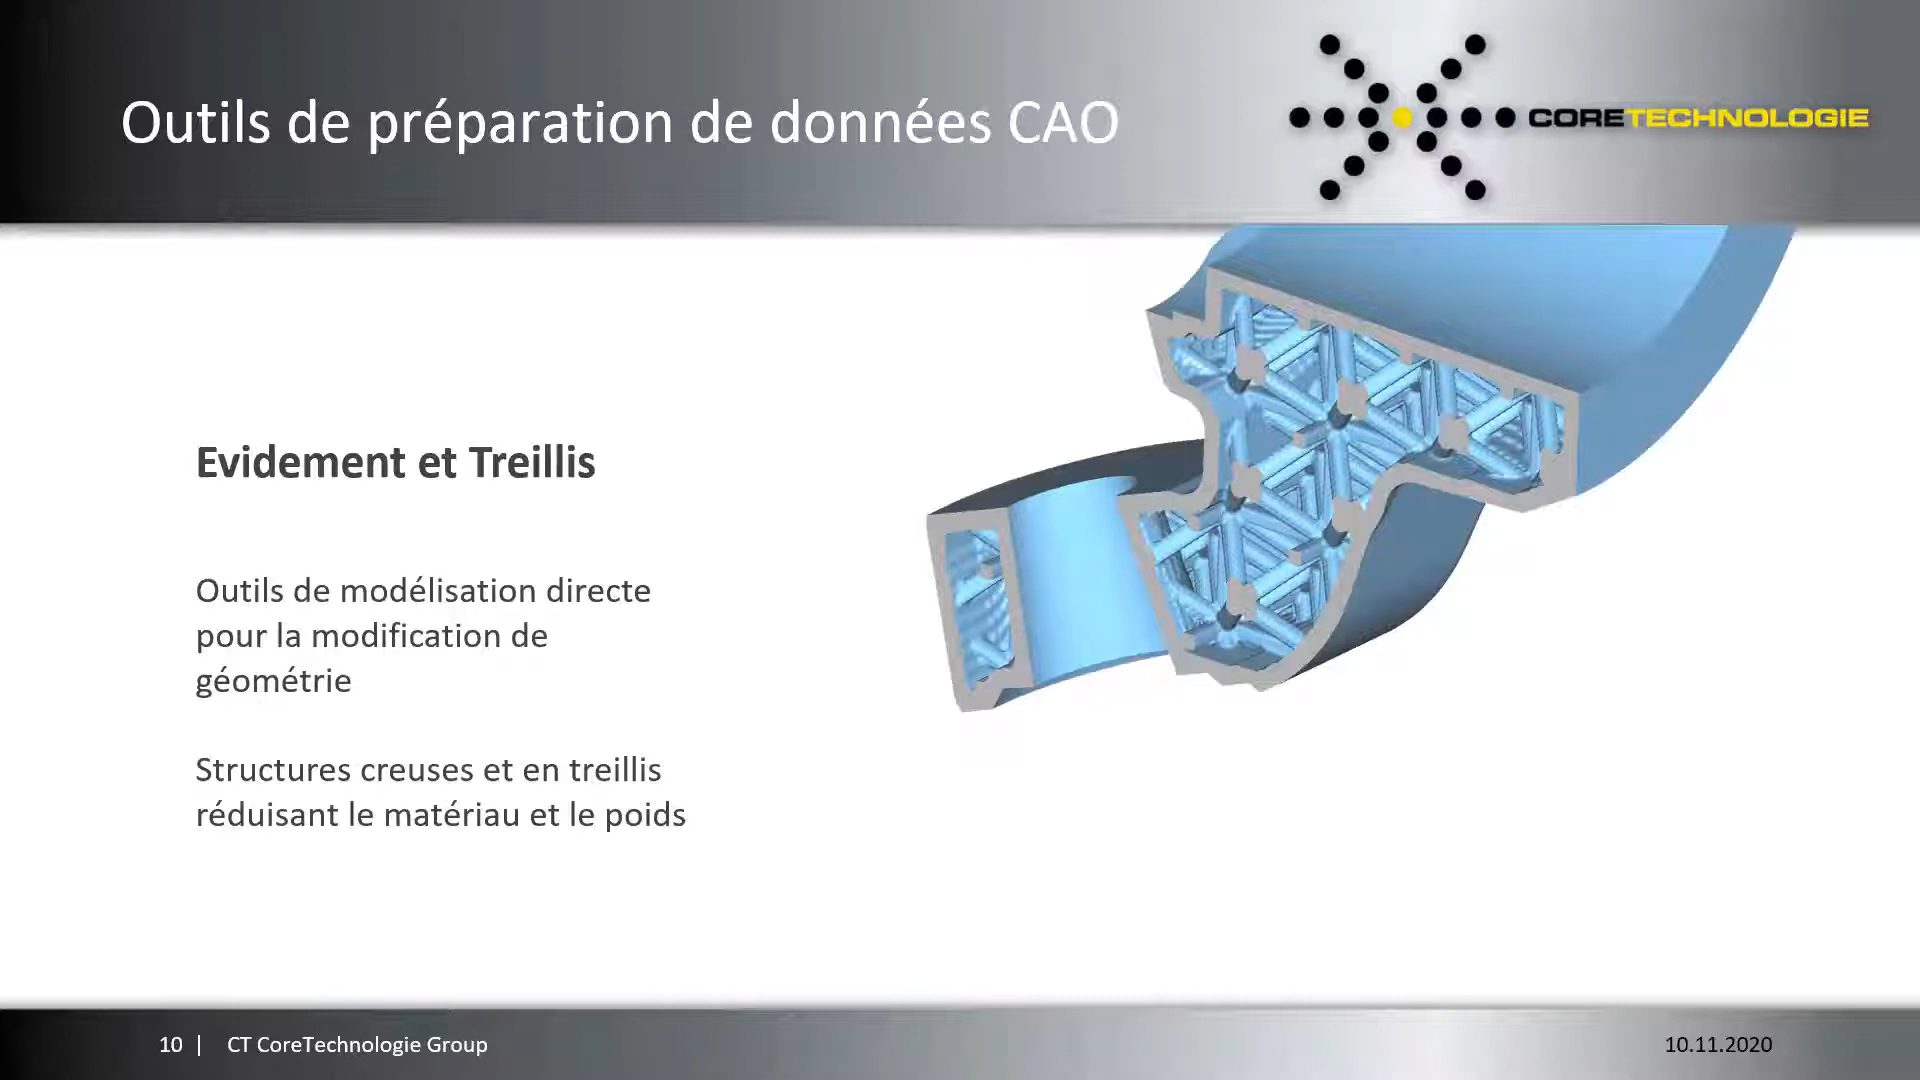 Outils de préparation de données CAO
CORETECHNOLOGIE
Evidement et Treillis
Outils de modélisation directe
pour la modification de
géométrie
Structures creuses et en treillis
réduisant le matériau et le poids
10 | CT CoreTechnologie Group
10.11.2020